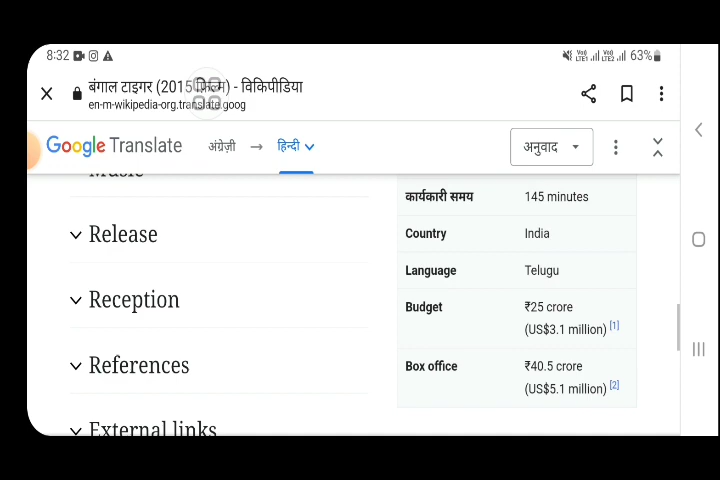 8:32
63%
बंगाल टाइगर (2015 फ़िल्म) - विकिपीडिया
en-m-wikipedia-org.translate.goog
Google Translate अंग्रेज़ी → हिन्दी अनुवाद
Music
कार्यकारी समय 145 minutes
Release
Country India
Language Telugu
Reception
Budget ₹25 crore
(US$3.1 million) [1]
References
Box office ₹40.5 crore
(US$5.1 million) [2]
External links